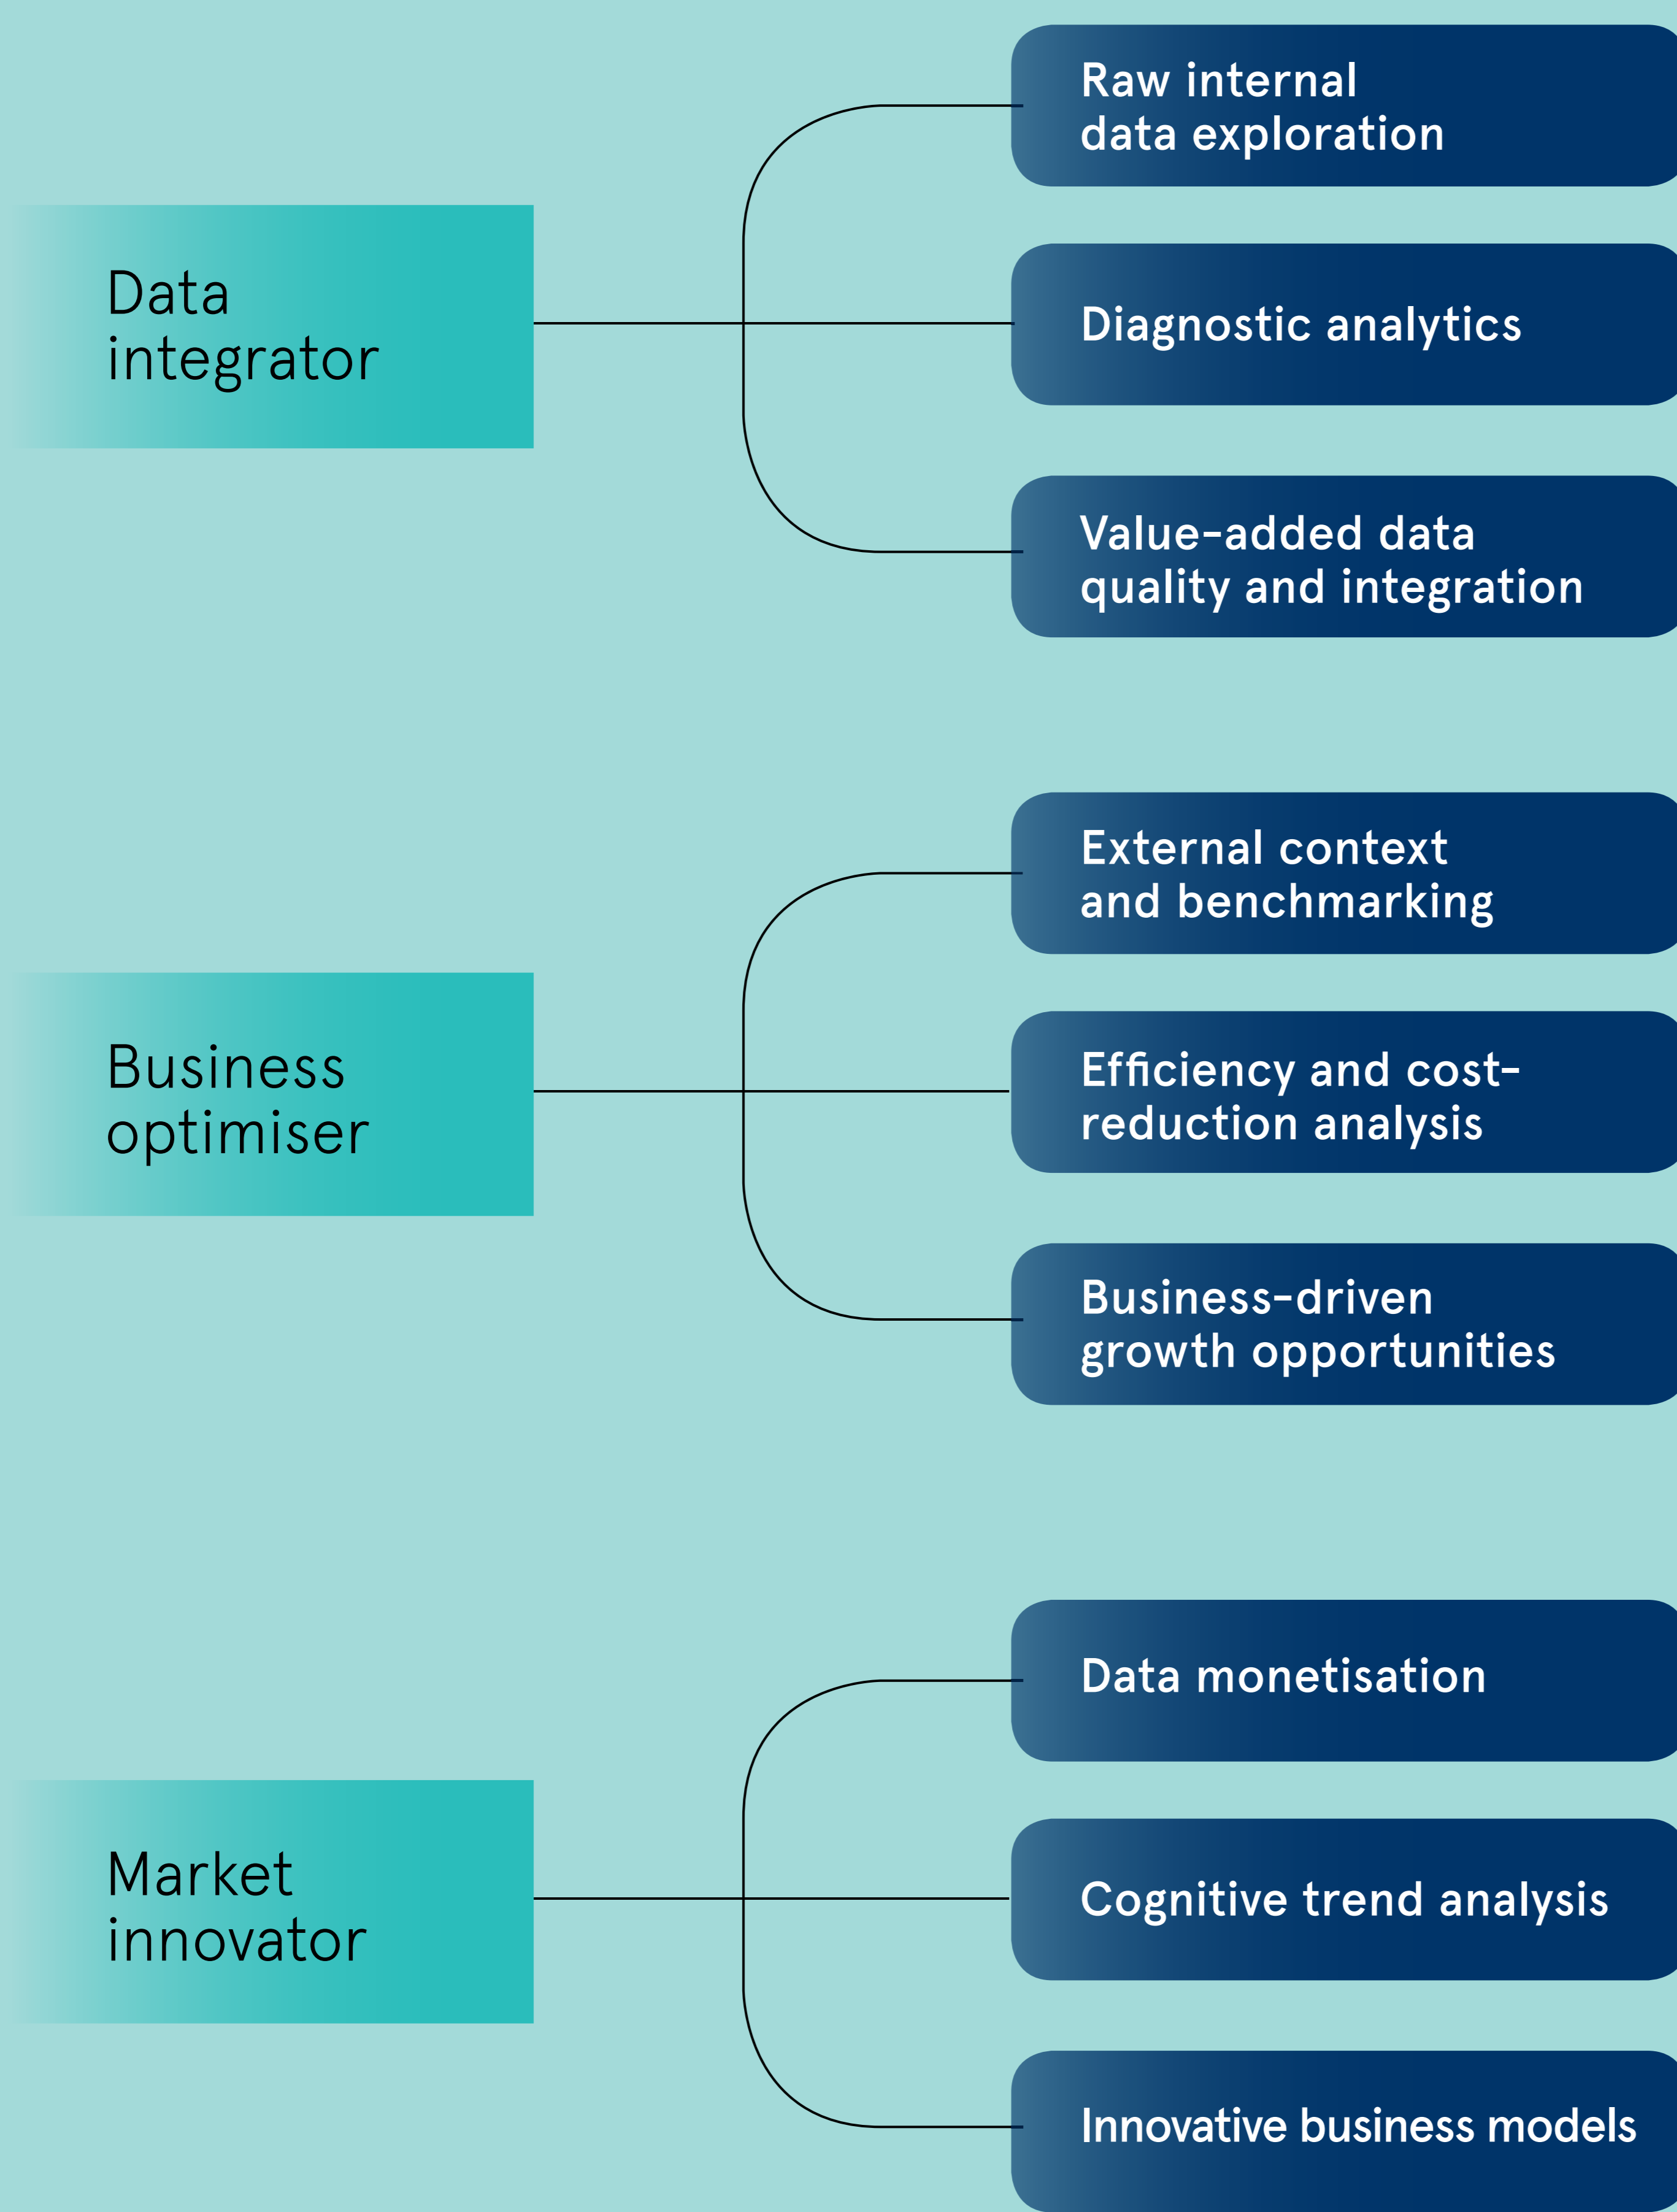 Data
integrator
Raw internal
data exploration
Diagnostic analytics
Value-added data
quality and integration
Business
optimiser
External context
and benchmarking
Efficiency and cost-
reduction analysis
Business-driven
growth opportunities
Market
innovator
Data monetisation
Cognitive trend analysis
Innovative business models